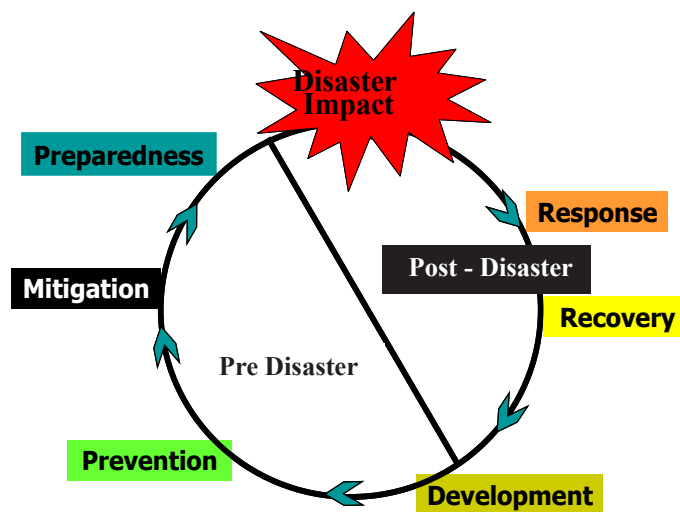 Disaster
Impact
Preparedness
Response
Post - Disaster
Mitigation
Recovery
Pre Disaster
Prevention
Development